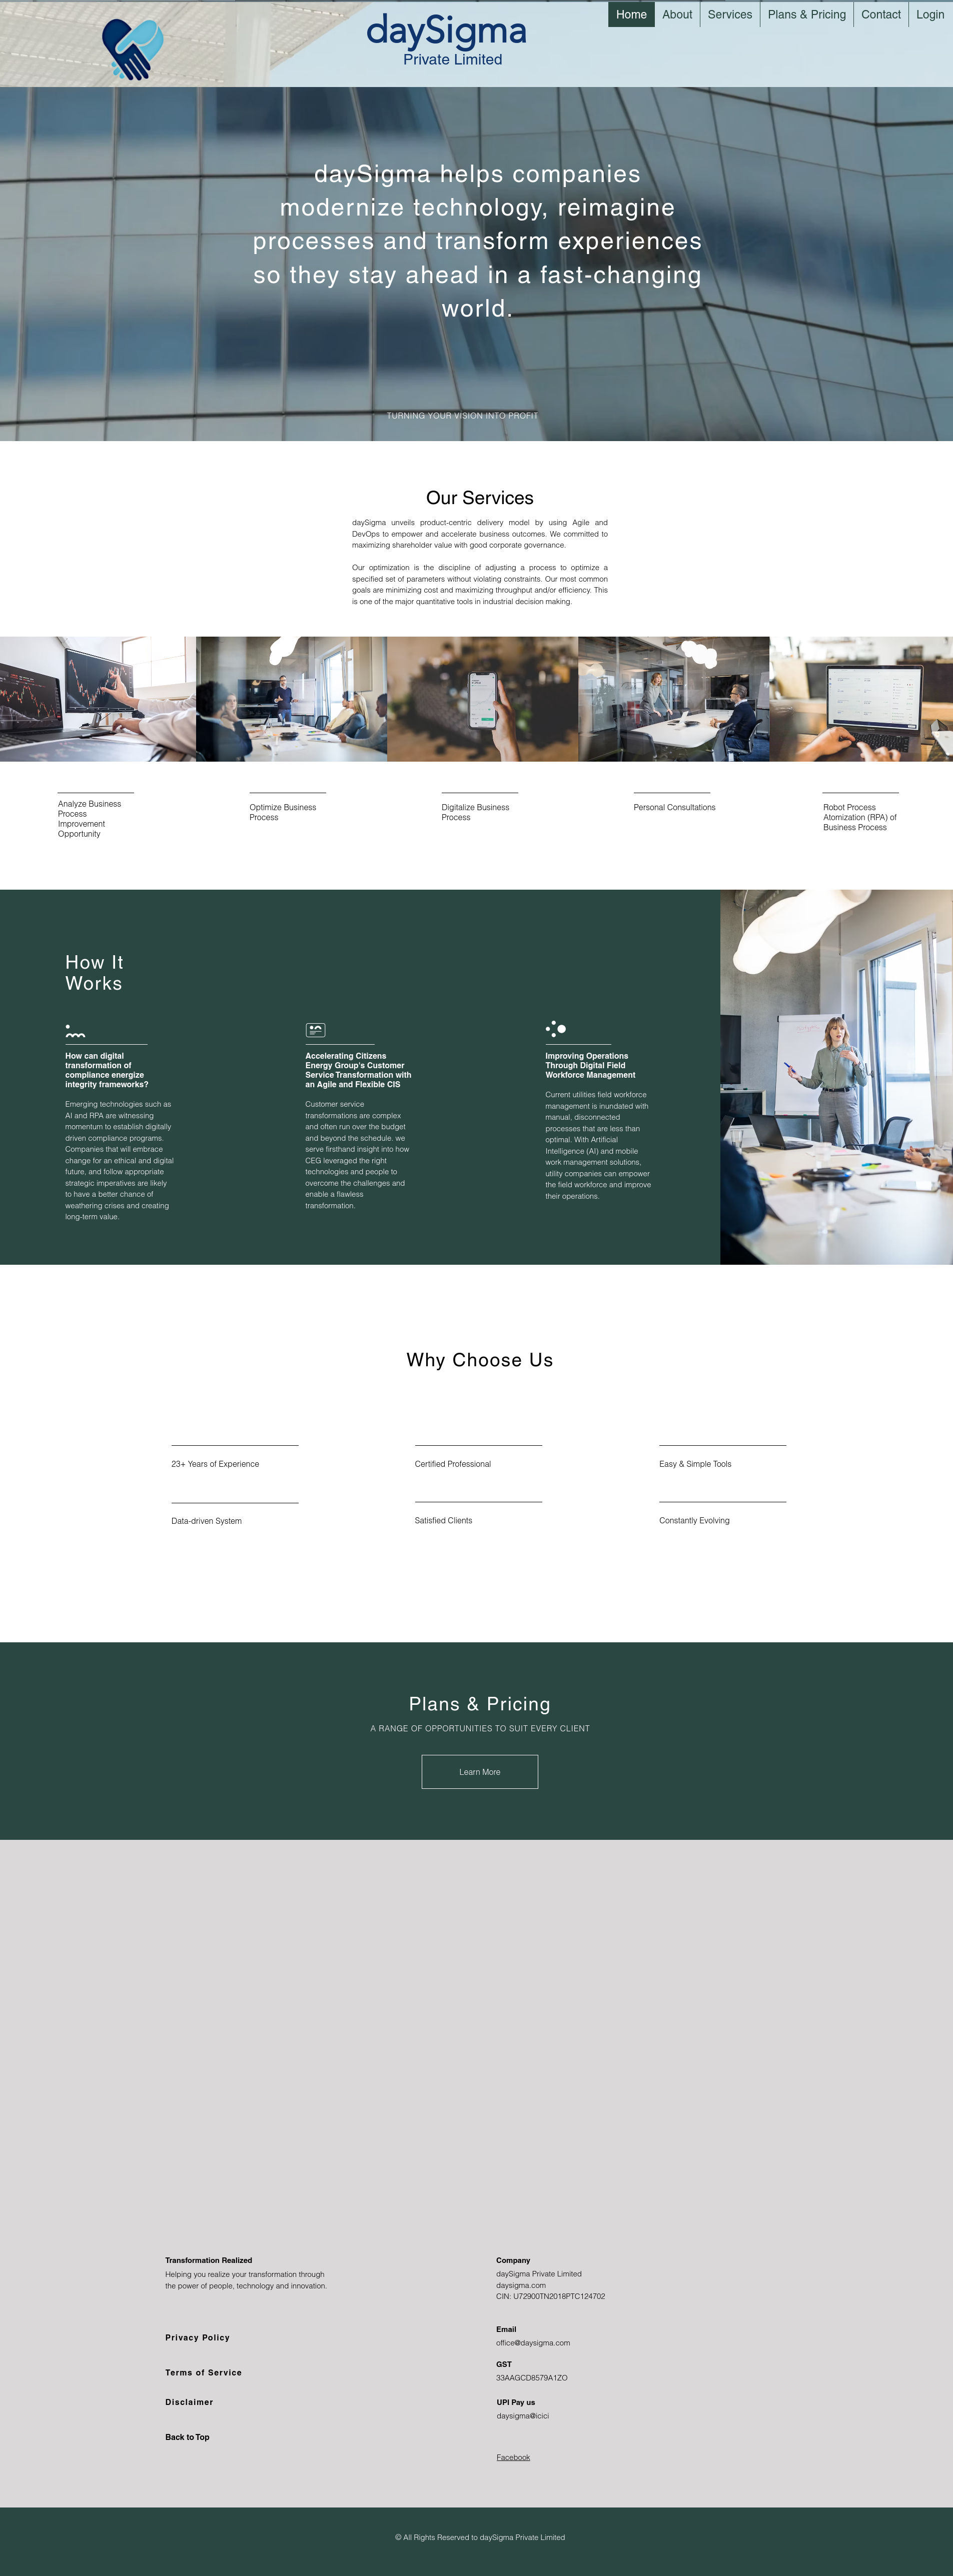 daySigma
Private Limited
Home
About
Services
Plans & Pricing
Contact
Login
daySigma helps companies
modernize technology, reimagine
processes and transform experiences
so they stay ahead in a fast-changing
world.
TURNING YOUR VISION INTO PROFIT
Our Services
daySigma unveils product-centric delivery model by using Agile and
DevOps to empower and accelerate business outcomes. We committed to
maximizing shareholder value with good corporate governance.
Our optimization is the discipline of adjusting a process to optimize a
specified set of parameters without violating constraints. Our most common
goals are minimizing cost and maximizing throughput and/or efficiency. This
is one of the major quantitative tools in industrial decision making.
Analyze Business
Process
Improvement
Opportunity
Optimize Business
Process
Digitalize Business
Process
Personal Consultations
Robot Process
Atomization (RPA) of
Business Process
How It
Works
How can digital
transformation of
compliance energize
integrity frameworks?
Emerging technologies such as
AI and RPA are witnessing
momentum to establish digitally
driven compliance programs.
Companies that will embrace
change for an ethical and digital
future, and follow appropriate
strategic imperatives are likely
to have a better chance of
weathering crises and creating
long-term value.
Accelerating Citizens
Energy Group's Customer
Service Transformation with
an Agile and Flexible CIS
Customer service
transformations are complex
and often run over the budget
and beyond the schedule. we
serve firsthand insight into how
CEG leveraged the right
technologies and people to
overcome the challenges and
enable a flawless
transformation.
Improving Operations
Through Digital Field
Workforce Management
Current utilities field workforce
management is inundated with
manual, disconnected
processes that are less than
optimal. With Artificial
Intelligence (AI) and mobile
work management solutions,
utility companies can empower
the field workforce and improve
their operations.
Why Choose Us
23+ Years of Experience
Certified Professional
Easy & Simple Tools
Data-driven System
Satisfied Clients
Constantly Evolving
Plans & Pricing
A RANGE OF OPPORTUNITIES TO SUIT EVERY CLIENT
Learn More
Transformation Realized
Helping you realize your transformation through
the power of people, technology and innovation.
Privacy Policy
Terms of Service
Disclaimer
Back to Top
Company
daySigma Private Limited
daysigma.com
CIN: U72900TN2018PTC124702
Email
office@daysigma.com
GST
33AAGCD8579A1ZO
UPI Pay us
daysigma@icici
Facebook
© All Rights Reserved to daySigma Private Limited